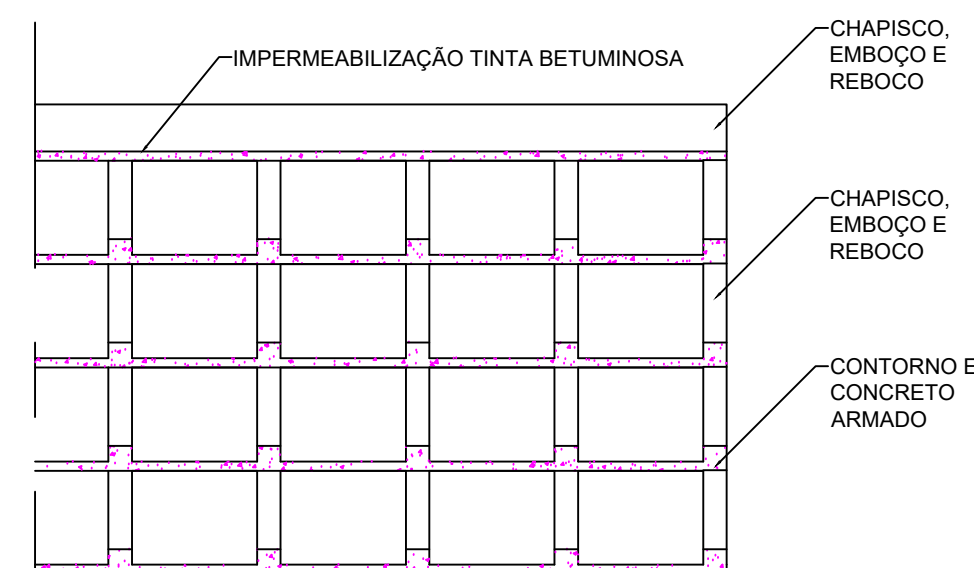 IMPERMEABILIZAÇÃO TINTA BETUMINOSA
CHAPISCO,
EMBOÇO E
REBOCO
CHAPISCO,
EMBOÇO E
REBOCO
CONTORNO E
CONCRETO
ARMADO